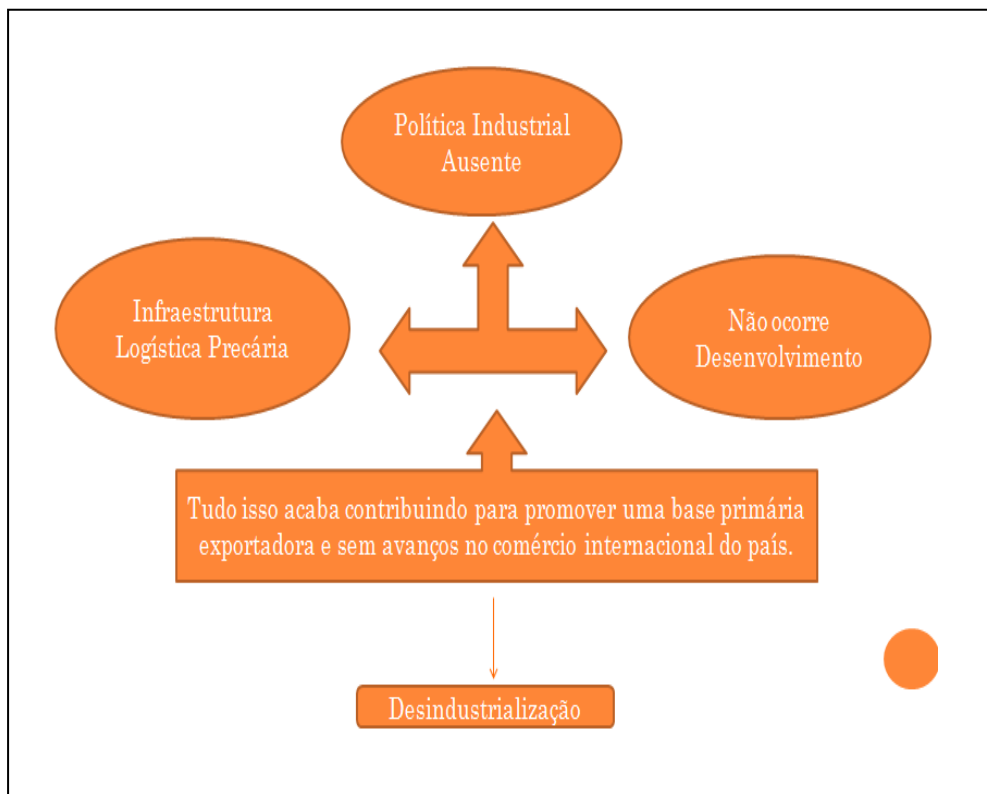 Política Industrial
Ausente
Infraestrutura
Logística Precária
Não ocorre
Desenvolvimento
Tudo isso acaba contribuindo para promover uma base primária
exportadora e sem avanços no comércio internacional do país.
Desindustrialização